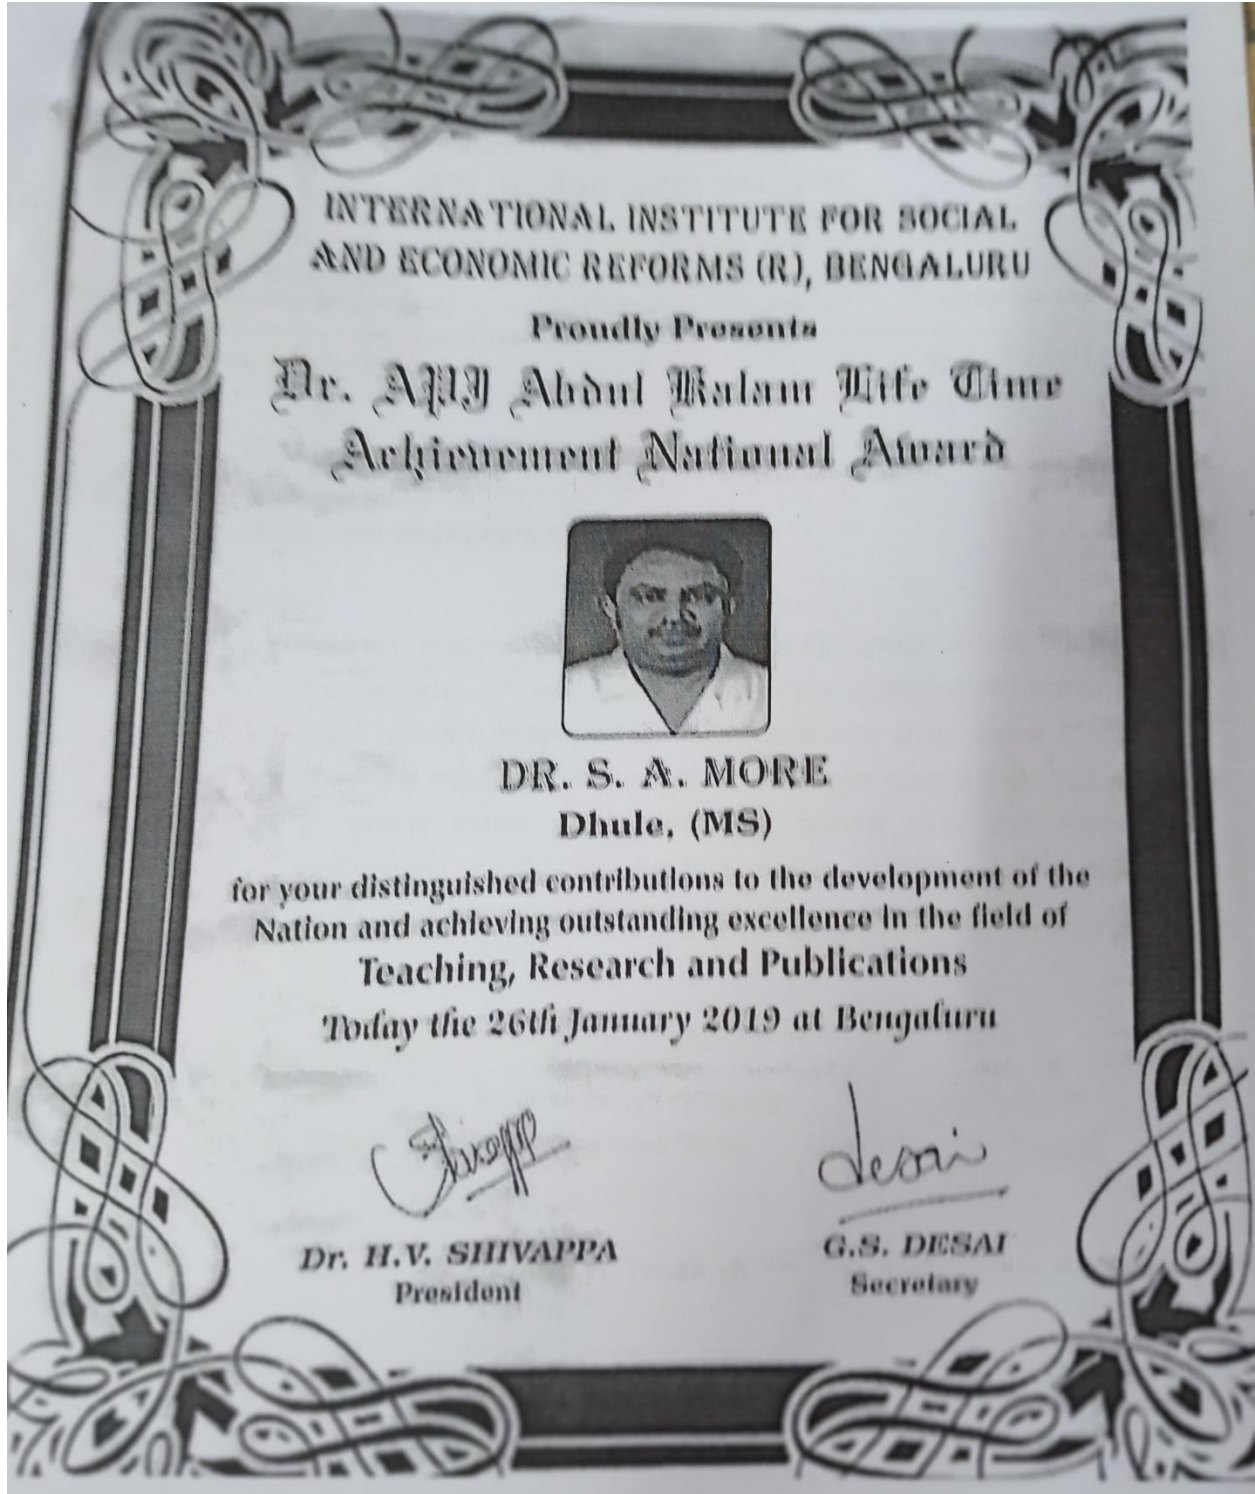 INTERNATIONAL INSTITUTE FOR SOCIAL
AND ECONOMIC REFORMS (R), BENGALURU
Proudly Presents
Dr. APJ Abdul Kalam Life Time
Achievement National Award
DR. S. A. MORE
Dhule, (MS)
for your distinguished contributions to the development of the
Nation and achieving outstanding excellence in the field of
Teaching, Research and Publications
Today the 26th January 2019 at Bengaluru
Shivapp Desai
Dr. H.V. SHIVAPPA G.S. DESAI
President Secretary